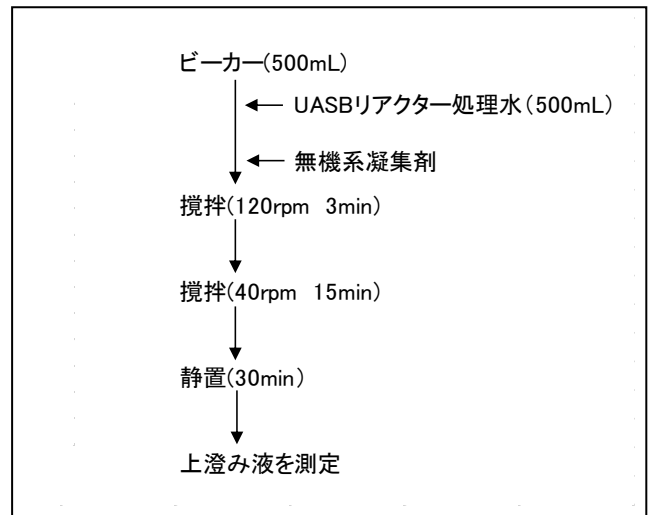 ビーカー(500mL)
UASBリアクター処理水(500mL)
無機系凝集剤
撹拌(120rpm 3min)
撹拌(40rpm 15min)
静置(30min)
上澄み液を測定